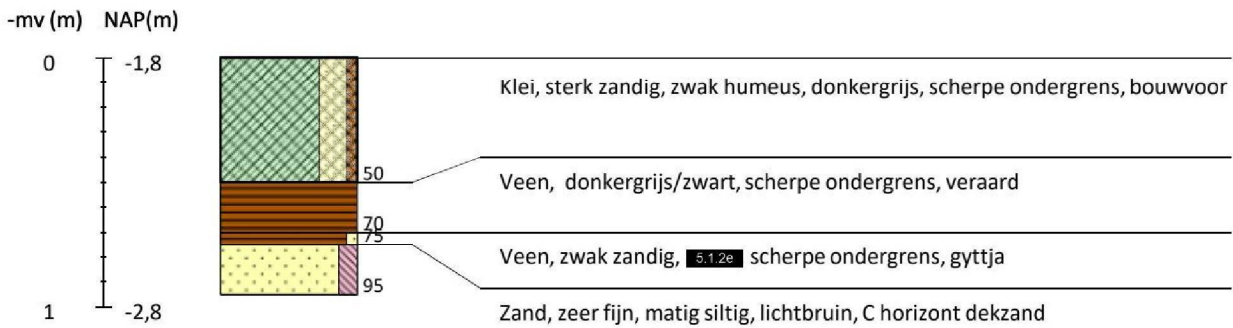 -mv (m) NAP(m)
0 -1,8
Klei, sterk zandig, zwak humeus, donkergrijs, scherpe ondergrens, bouwvoor
50
Veen, donkergrijs/zwart, scherpe ondergrens, veraard
70
75
Veen, zwak zandig, 5.1.2e scherpe ondergrens, gyttja
95
1 -2,8
Zand, zeer fijn, matig siltig, lichtbruin, C horizont dekzand